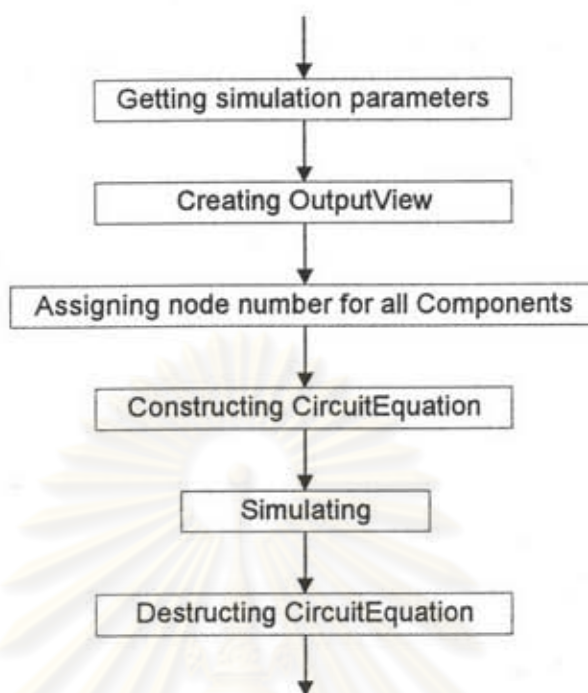 Getting simulation parameters
Creating OutputView
Assigning node number for all Components
Constructing CircuitEquation
Simulating
Destructing CircuitEquation